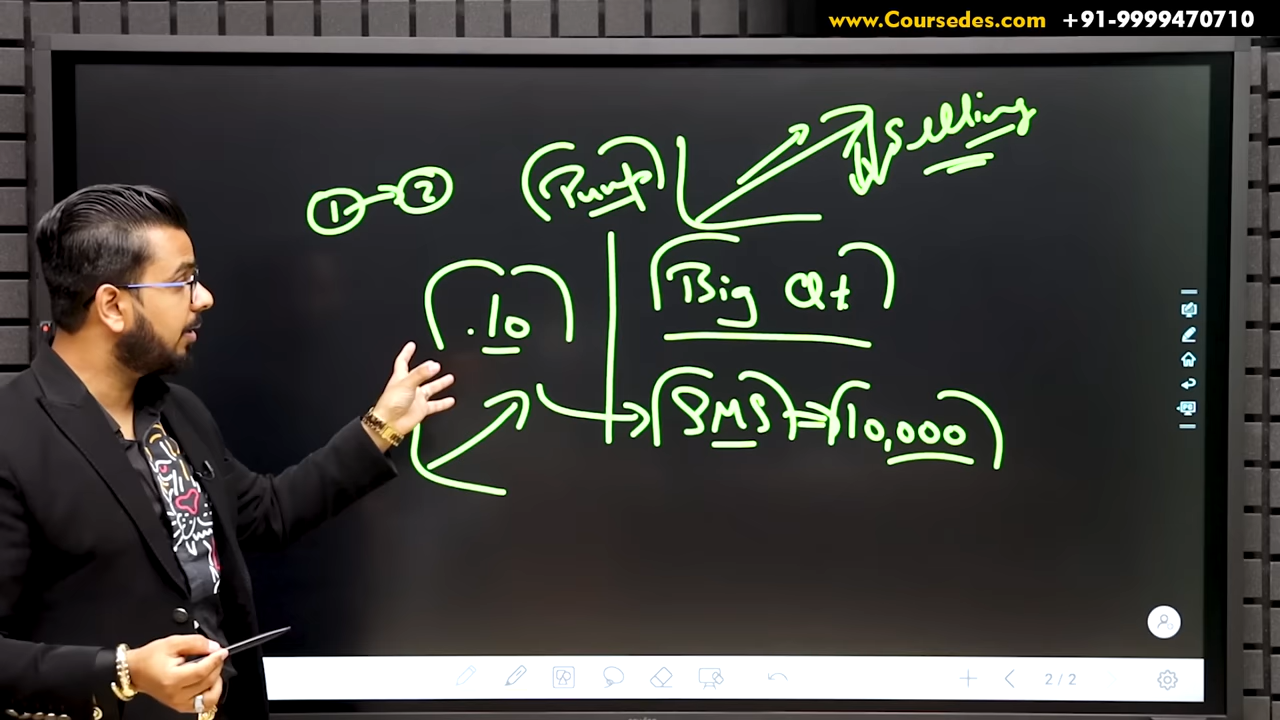 www.Coursedes.com +91-9999470710
Selling
1 → 2
Pump
Big Qt
.10
SMS ⇒ 10,000
2 / 2